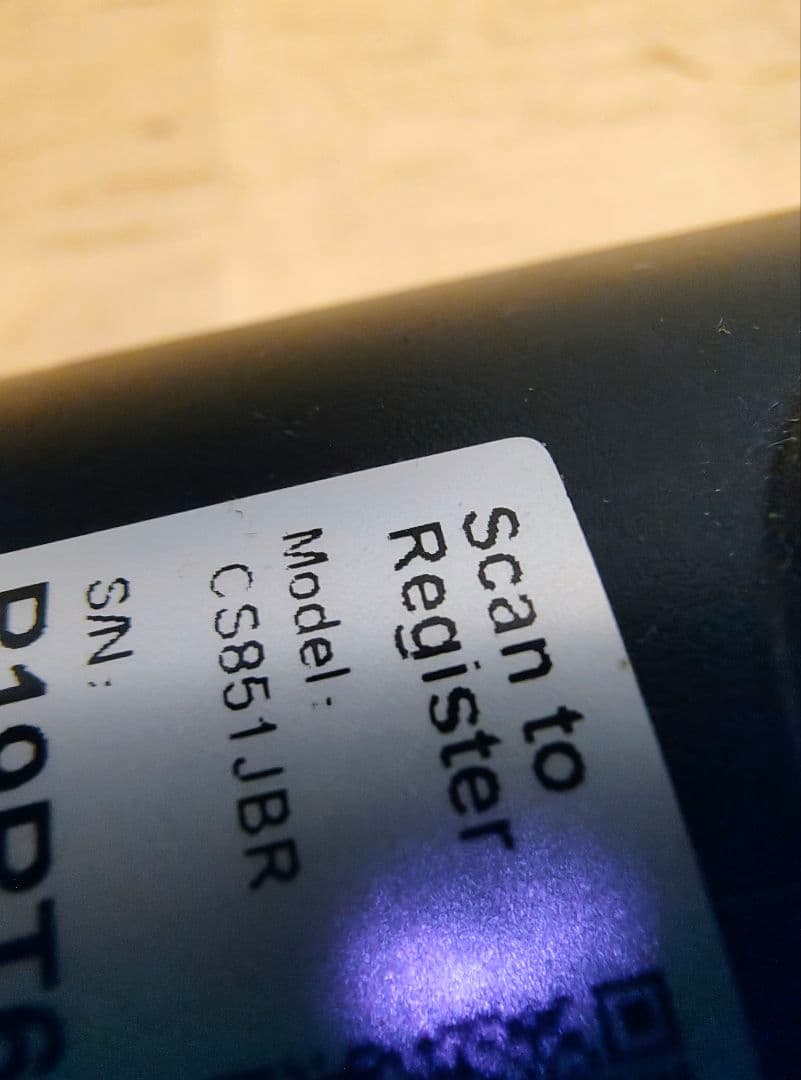 Scan to
Register
Model:
CS851JBR
SN: